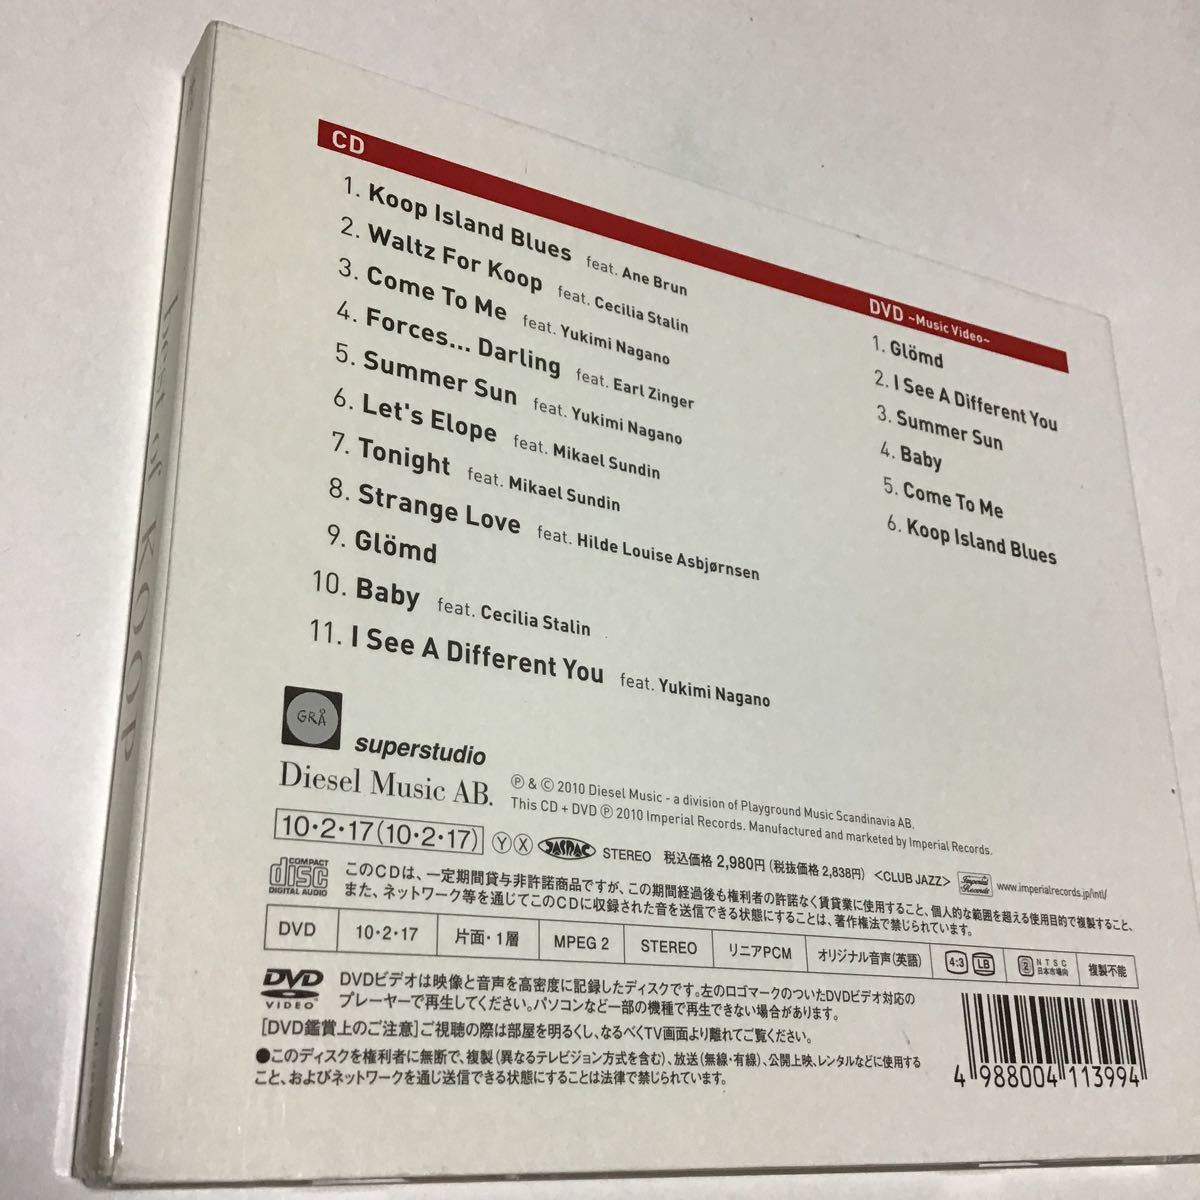 CD
1. Koop Island Blues feat. Ane Brun
2. Waltz For Koop feat. Cecilia Stalin
3. Come To Me feat. Yukimi Nagano
4. Forces... Darling feat. Earl Zinger
5. Summer Sun feat. Yukimi Nagano
6. Let's Elope feat. Mikael Sundin
7. Tonight feat. Mikael Sundin
8. Strange Love feat. Hilde Louise Asbjørnsen
9. Glömd
10. Baby feat. Cecilia Stalin
11. I See A Different You feat. Yukimi Nagano
DVD ~Music Video~
1. Glömd
2. I See A Different You
3. Summer Sun
4. Baby
5. Come To Me
6. Koop Island Blues
best of KOOP
GRÅ
superstudio
Diesel Music AB.
Ⓟ & © 2010 Diesel Music - a division of Playground Music Scandinavia AB.
This CD + DVD Ⓟ 2010 Imperial Records. Manufactured and marketed by Imperial Records.
10・2・17(10・2・17) Ⓨ Ⓧ JASRAC STEREO 税込価格 2,980円(税抜価格 2,838円) <CLUB JAZZ> Imperial Records www.imperialrecords.jp/intl/
COMPACT disc DIGITAL AUDIO
このCDは、一定期間貸与非許諾商品ですが、この期間経過後も権利者の許諾なく賃貸業に使用すること、個人的な範囲を超える使用目的で複製すること、
また、ネットワーク等を通じてこのCDに収録された音を送信できる状態にすることは、著作権法で禁じられています。
DVD 10・2・17 片面・1層 MPEG 2 STEREO リニアPCM オリジナル音声(英語) 4:3 LB 2 NTSC 日本市場向 複製不能
DVD VIDEO
DVDビデオは映像と音声を高密度に記録したディスクです。左のロゴマークのついたDVDビデオ対応の
プレーヤーで再生してください。パソコンなど一部の機種で再生できない場合があります。
[DVD鑑賞上のご注意]ご視聴の際は部屋を明るくし、なるべくTV画面より離れてご覧ください。
●このディスクを権利者に無断で、複製(異なるテレビジョン方式を含む)、放送(無線・有線)、公開上映、レンタルなどに使用する
こと、およびネットワークを通じ送信できる状態にすることは法律で禁じられています。
4 988004 113994